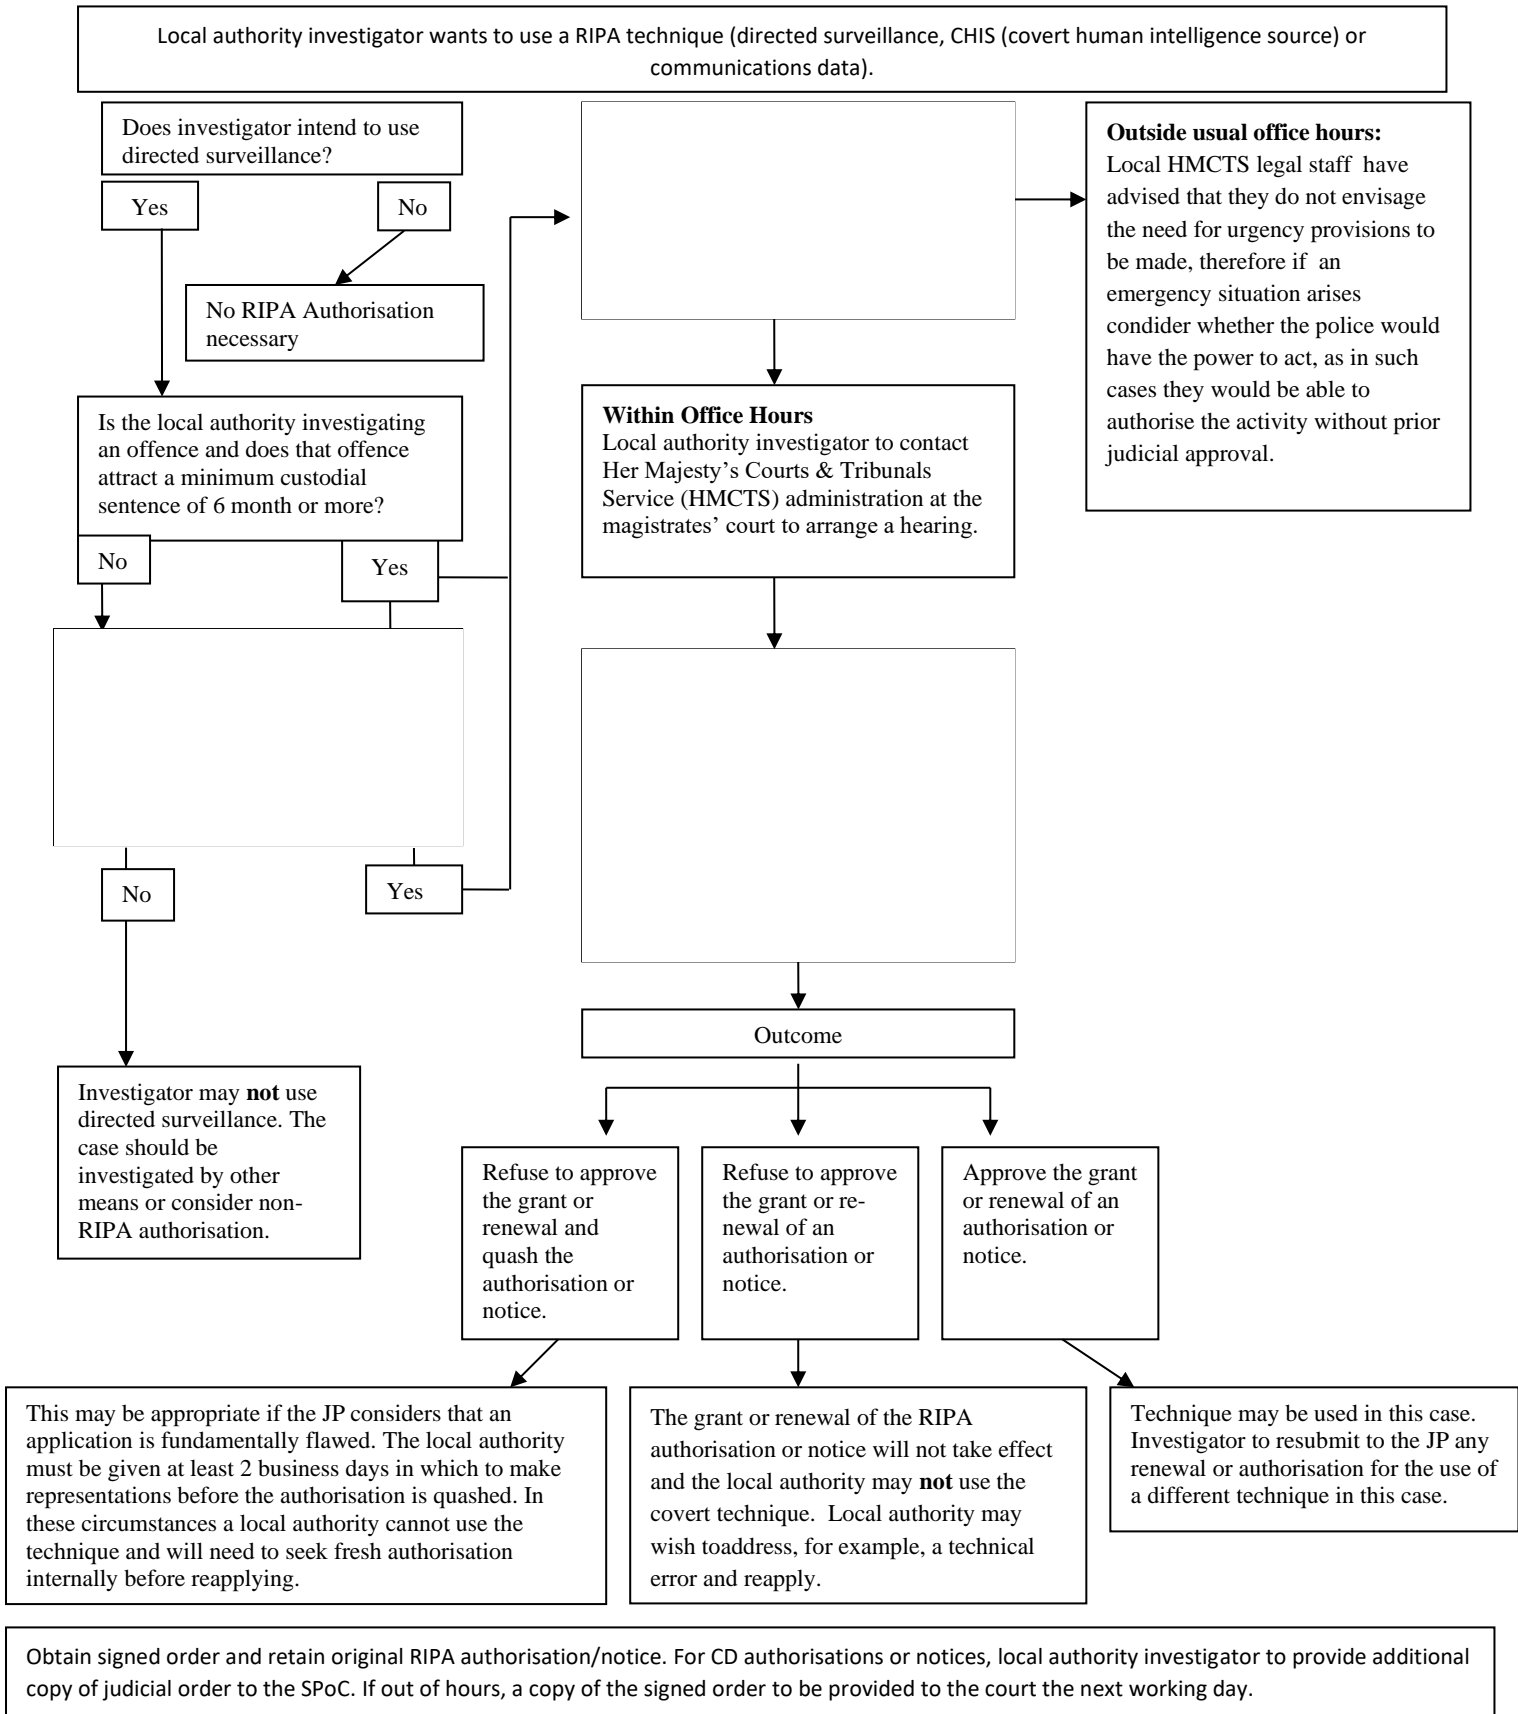 Local authority investigator wants to use a RIPA technique (directed surveillance, CHIS (covert human intelligence source) or
communications data).
Does investigator intend to use
directed surveillance?
Yes
No
No RIPA Authorisation
necessary
Is the local authority investigating
an offence and does that offence
attract a minimum custodial
sentence of 6 month or more?
No
Yes
No
Yes
Investigator may not use
directed surveillance. The
case should be
investigated by other
means or consider non-
RIPA authorisation.
Within Office Hours
Local authority investigator to contact
Her Majesty’s Courts & Tribunals
Service (HMCTS) administration at the
magistrates’ court to arrange a hearing.
Outside usual office hours:
Local HMCTS legal staff have
advised that they do not envisage
the need for urgency provisions to
be made, therefore if an
emergency situation arises
condider whether the police would
have the power to act, as in such
cases they would be able to
authorise the activity without prior
judicial approval.
Outcome
Refuse to approve
the grant or
renewal and
quash the
authorisation or
notice.
Refuse to approve
the grant or re-
newal of an
authorisation or
notice.
Approve the grant
or renewal of an
authorisation or
notice.
This may be appropriate if the JP considers that an
application is fundamentally flawed. The local authority
must be given at least 2 business days in which to make
representations before the authorisation is quashed. In
these circumstances a local authority cannot use the
technique and will need to seek fresh authorisation
internally before reapplying.
The grant or renewal of the RIPA
authorisation or notice will not take effect
and the local authority may not use the
covert technique. Local authority may
wish toaddress, for example, a technical
error and reapply.
Technique may be used in this case.
Investigator to resubmit to the JP any
renewal or authorisation for the use of
a different technique in this case.
Obtain signed order and retain original RIPA authorisation/notice. For CD authorisations or notices, local authority investigator to provide additional
copy of judicial order to the SPoC. If out of hours, a copy of the signed order to be provided to the court the next working day.